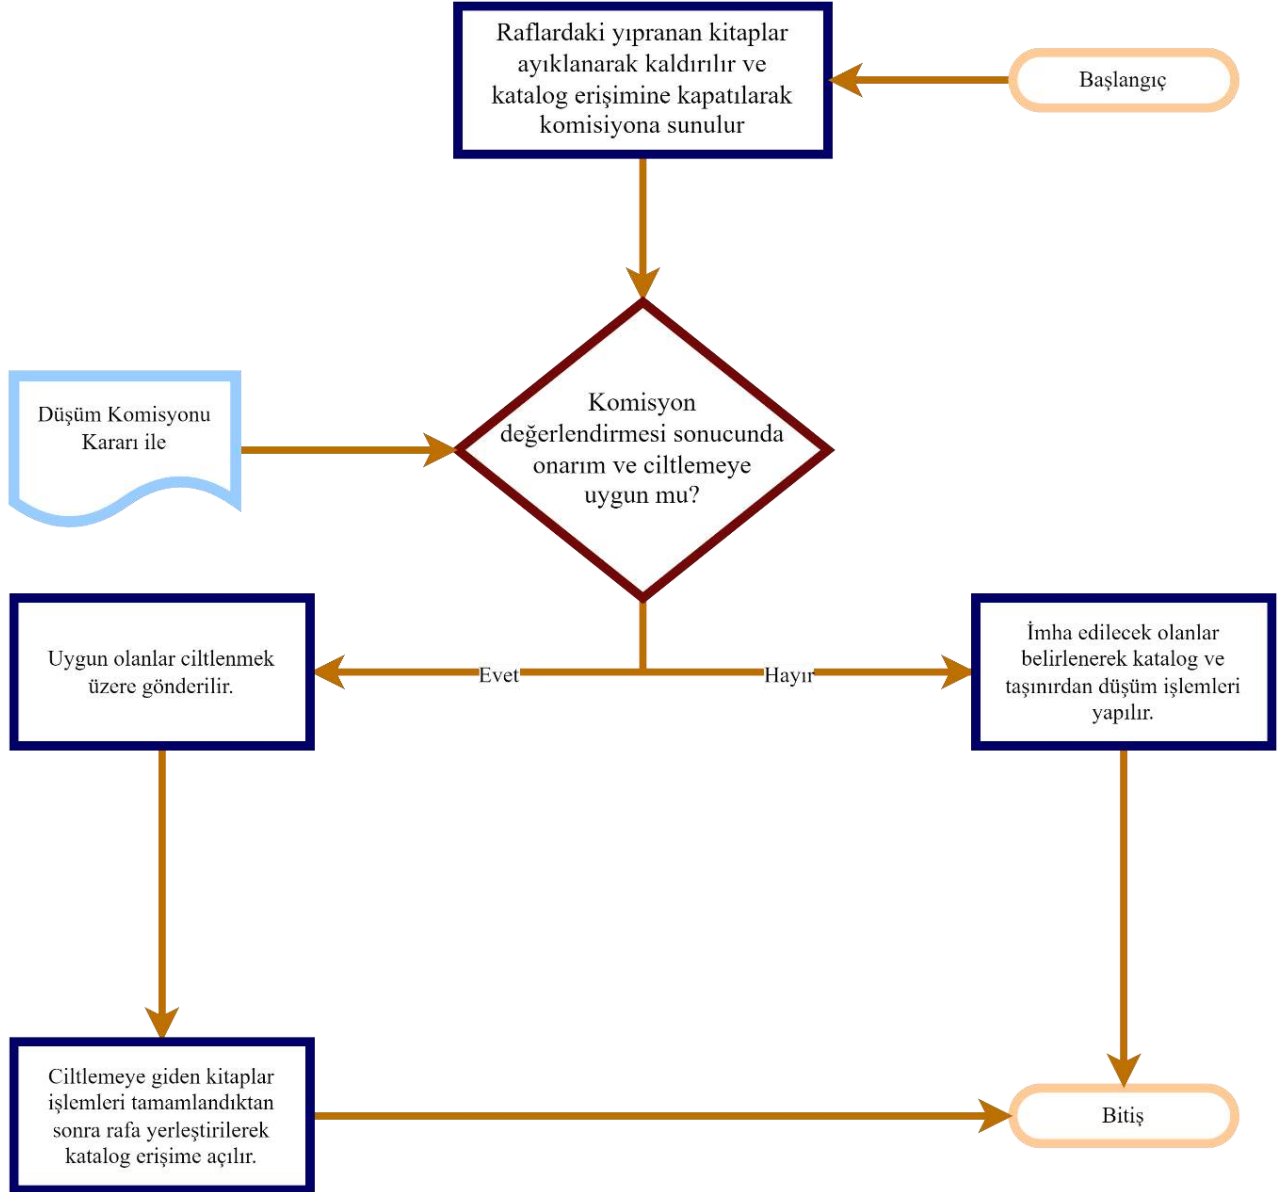 Raflardaki yıpranan kitaplar
ayıklanarak kaldırılır ve
katalog erişimine kapatılarak
komisiyona sunulur
Başlangıç
Düşüm Komisyonu
Kararı ile
Komisyon
değerlendirmesi sonucunda
onarım ve ciltlemeye
uygun mu?
Evet
Hayır
Uygun olanlar ciltlenmek
üzere gönderilir.
İmha edilecek olanlar
belirlenerek katalog ve
taşınırdan düşüm işlemleri
yapılır.
Ciltlemeye giden kitaplar
işlemleri tamamlandıktan
sonra rafa yerleştirilerek
katalog erişime açılır.
Bitiş